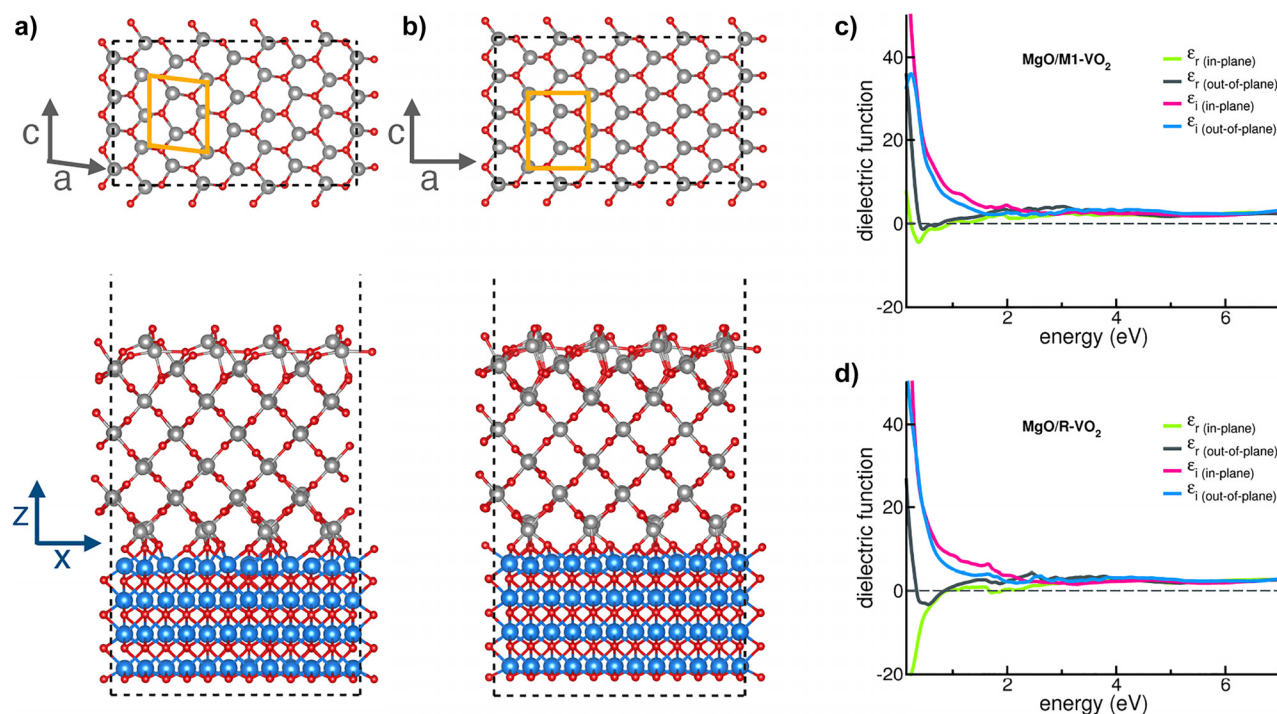 a)
c
a
z
x
b)
c
a
c)
40
20
0
-20
dielectric function
MgO/M1-VO₂
εr (in-plane)
εr (out-of-plane)
εi (in-plane)
εi (out-of-plane)
2 4 6
energy (eV)
d)
40
20
0
-20
dielectric function
MgO/R-VO₂
εr (in-plane)
εr (out-of-plane)
εi (in-plane)
εi (out-of-plane)
2 4 6
energy (eV)